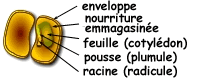 enveloppe
nourriture
emmagasinée
feuille (cotylédon)
pousse (plumule)
racine (radicule)